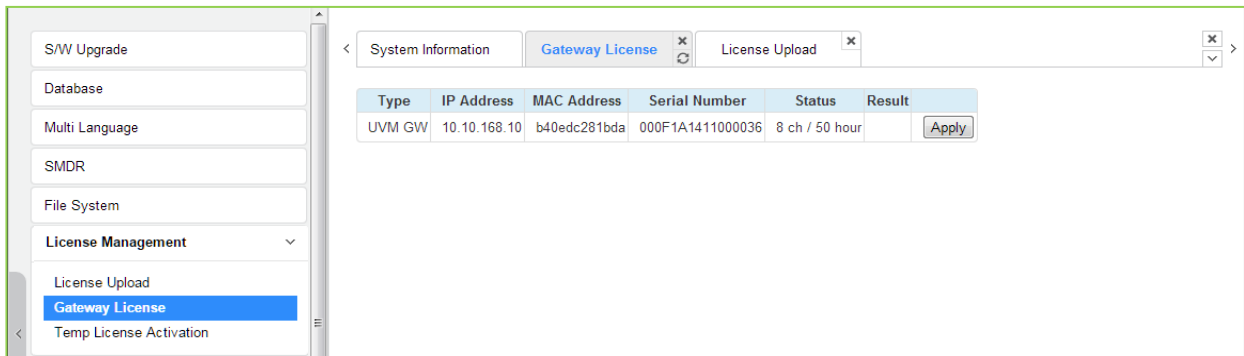 S/W Upgrade
Database
Multi Language
SMDR
File System
License Management
License Upload
Gateway License
Temp License Activation
System Information Gateway License License Upload
Type IP Address MAC Address Serial Number Status Result
UVM GW 10.10.168.10 b40edc281bda 000F1A1411000036 8 ch / 50 hour Apply